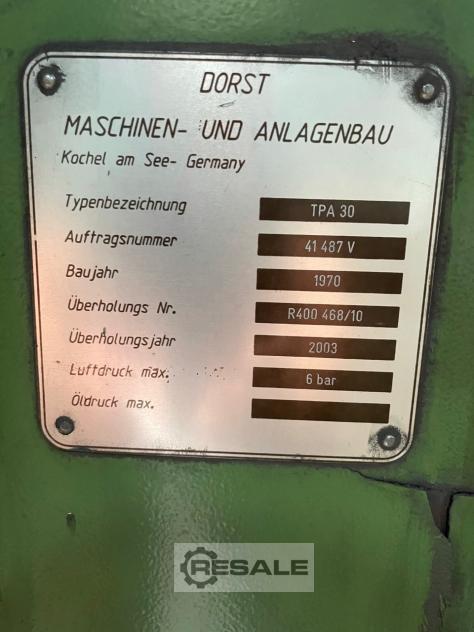 DORST
MASCHINEN- UND ANLAGENBAU
Kochel am See- Germany
Typenbezeichnung TPA 30
Auftragsnummer 41 487 V
Baujahr 1970
Überholungs Nr. R400 468/10
Überholungsjahr 2003
Luftdruck max. 6 bar
Öldruck max.
RESALE